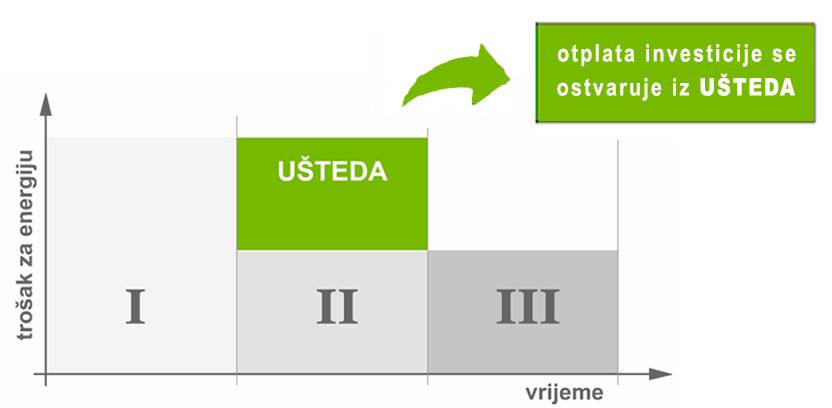 otplata investicije se
ostvaruje iz UŠTEDA
UŠTEDA
trošak za energiju
I
II
III
vrijeme